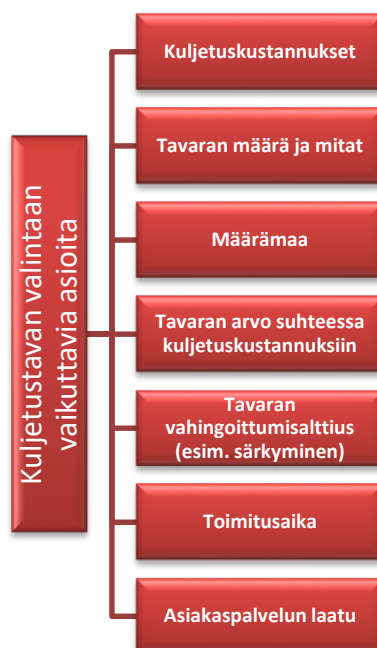 Kuljetustavan valintaan
vaikuttavia asioita
Kuljetuskustannukset
Tavaran määrä ja mitat
Määrämaa
Tavaran arvo suhteessa
kuljetuskustannuksiin
Tavaran
vahingoittumisalttius
(esim. särkyminen)
Toimitusaika
Asiakaspalvelun laatu